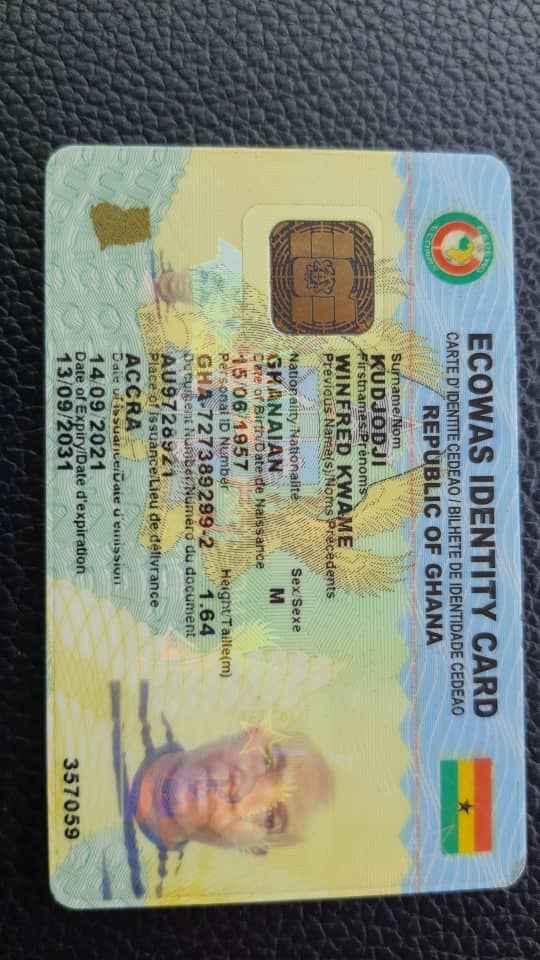 ECOWAS IDENTITY CARD
CARTE D'IDENTITE CEDEAO / BILHETE DE IDENTIDADE CEDEAO
REPUBLIC OF GHANA
Surname/Nom
KUDJODJI
Firstnames/Prénoms
WINFRED KWAME
Previous Name(s)/Noms Précédents
Nationality/Nationalité
GHANAIAN
Sex/Sexe
M
Date of Birth/Date de Naissance
15/06/1957
Height/Taille(m)
1.64
Personal ID Number
GHA-727389299-2
Document Number/Numéro du document
AU9728921
Place of Issuance/Lieu de délivrance
ACCRA
Date of Issuance/Date d'émission
14/09/2021
Date of Expiry/Date d'expiration
13/09/2031
357059